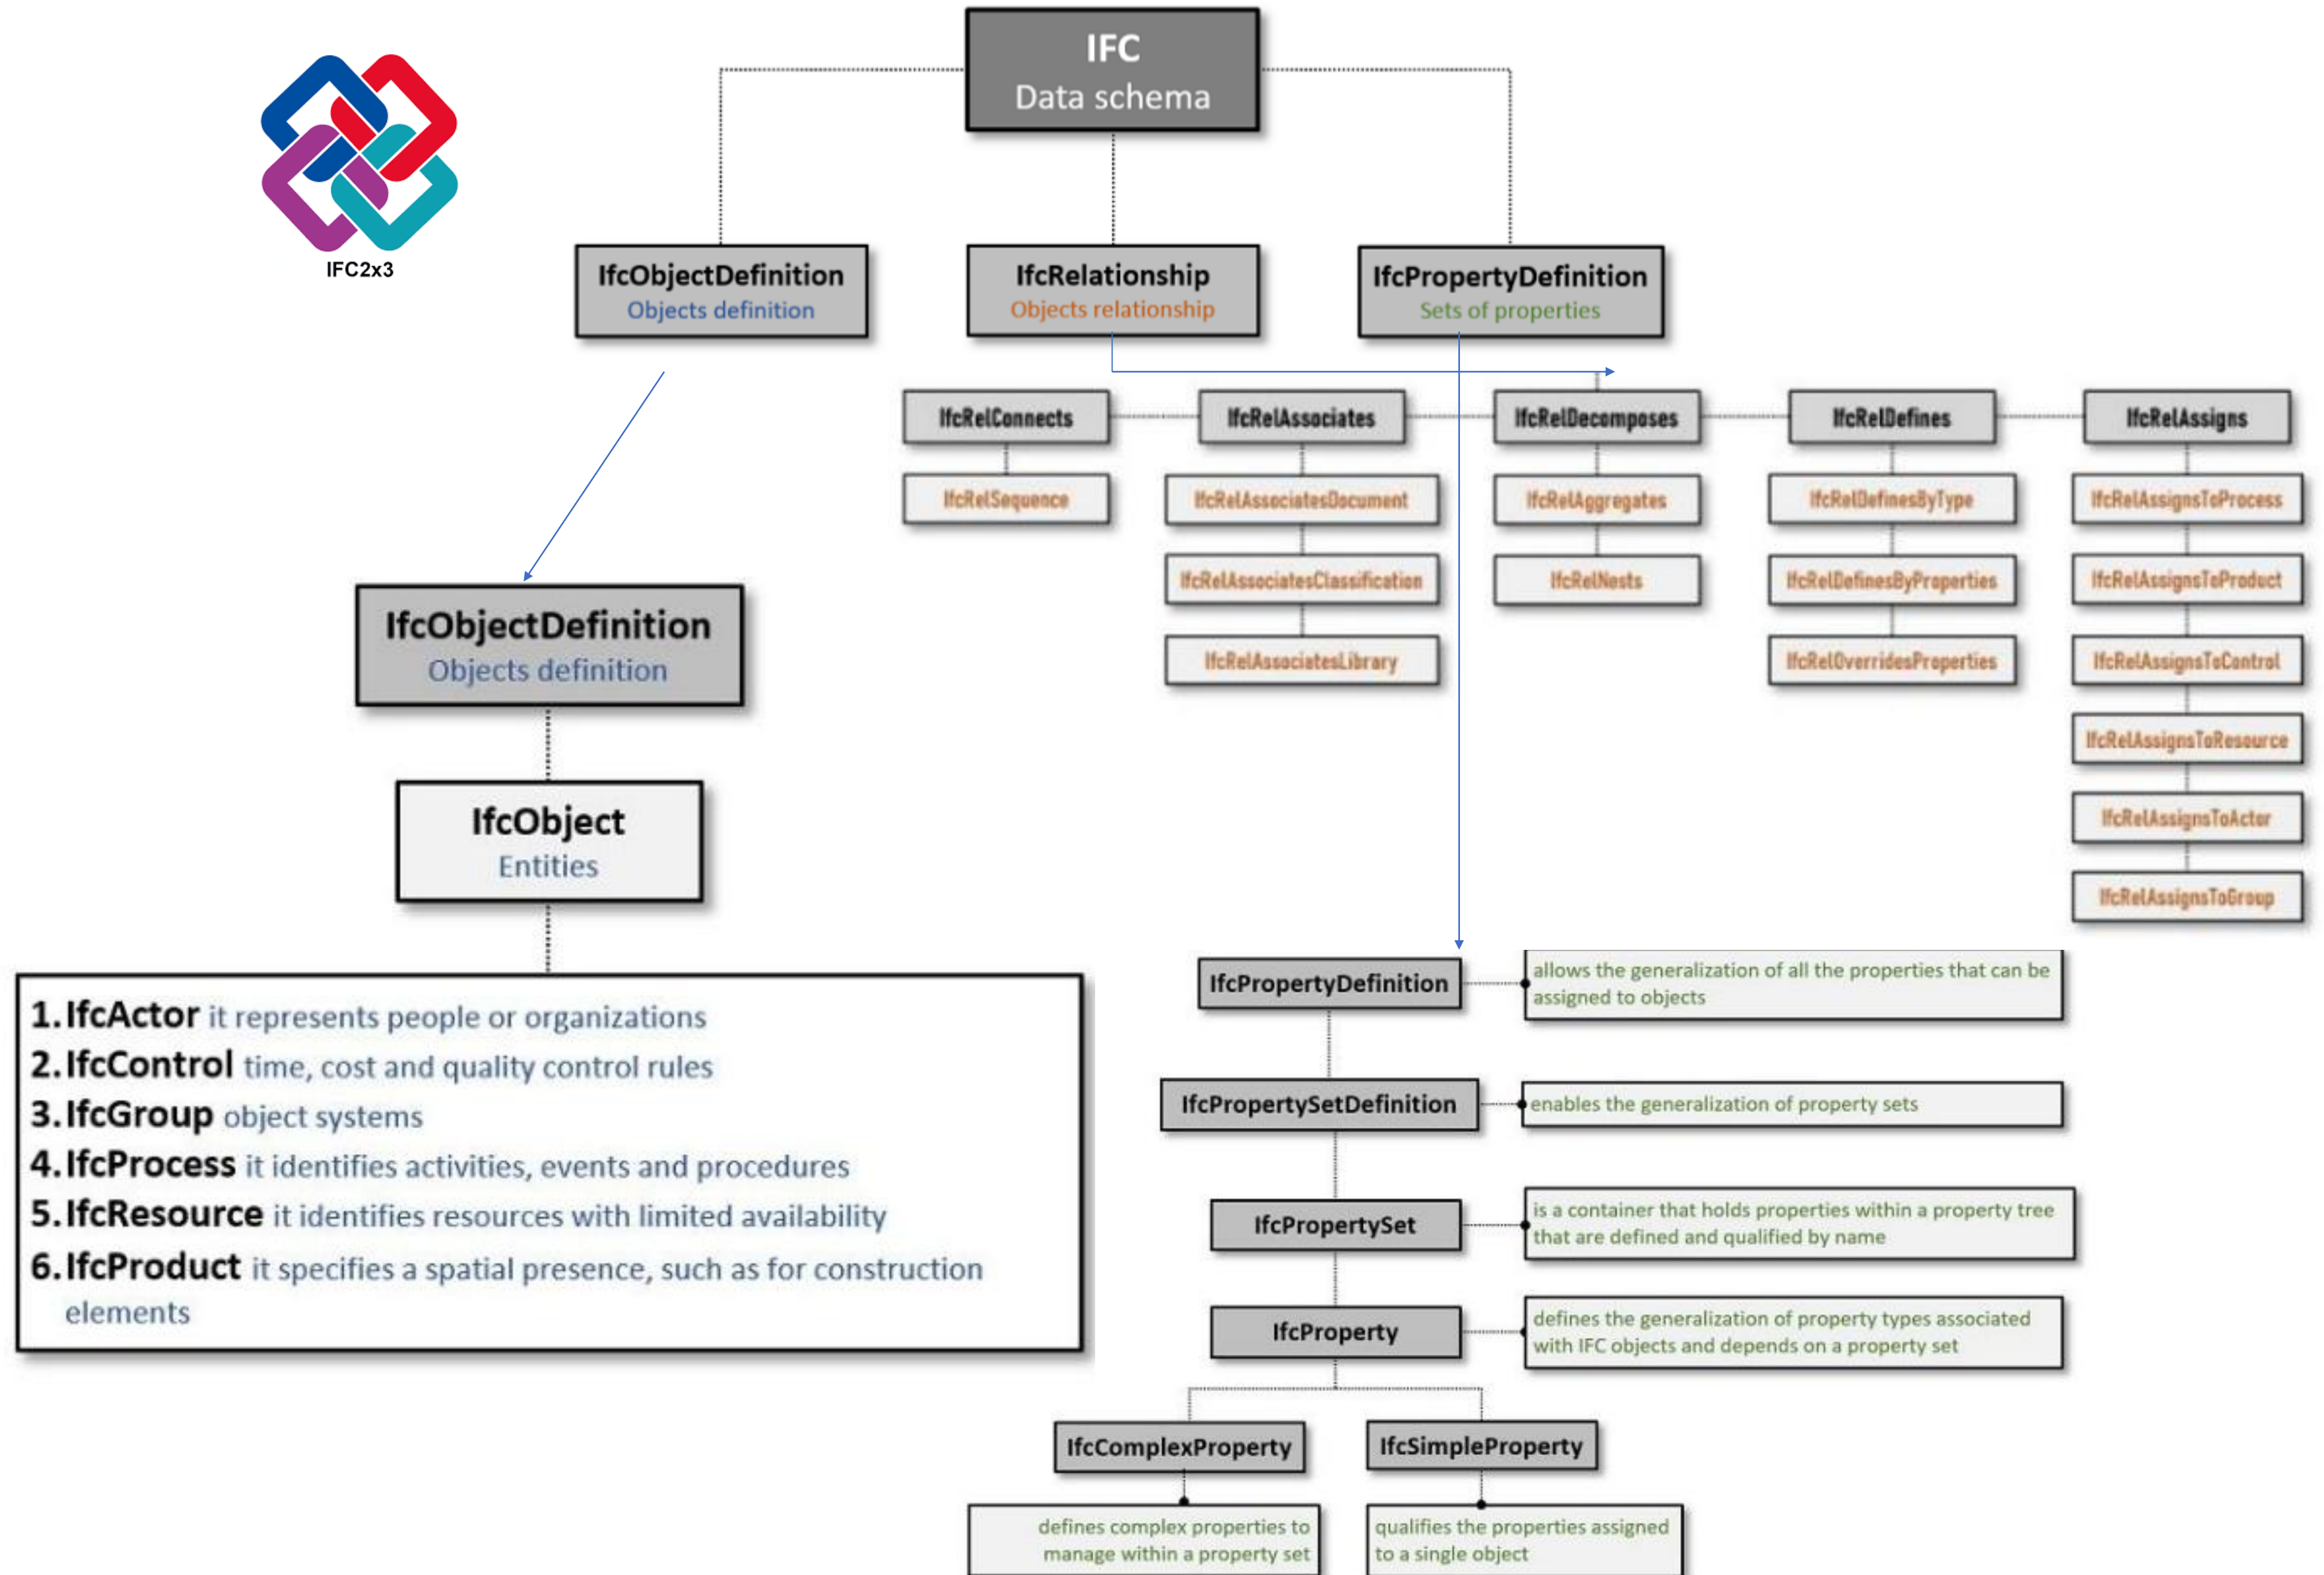 IFC
Data schema
IFC2x3
IfcObjectDefinition
Objects definition
IfcRelationship
Objects relationship
IfcPropertyDefinition
Sets of properties
IfcRelConnects
IfcRelAssociates
IfcRelDecomposes
IfcRelDefines
IfcRelAssigns
IfcRelSequence
IfcRelAssociatesDocument
IfcRelAggregates
IfcRelDefinesByType
IfcRelAssignsToProcess
IfcRelAssociatesClassification
IfcRelNests
IfcRelDefinesByProperties
IfcRelAssignsToProduct
IfcRelAssociatesLibrary
IfcRelOverridesProperties
IfcRelAssignsToControl
IfcRelAssignsToResource
IfcRelAssignsToActor
IfcRelAssignsToGroup
IfcObjectDefinition
Objects definition
IfcObject
Entities
1. IfcActor it represents people or organizations
2. IfcControl time, cost and quality control rules
3. IfcGroup object systems
4. IfcProcess it identifies activities, events and procedures
5. IfcResource it identifies resources with limited availability
6. IfcProduct it specifies a spatial presence, such as for construction
elements
IfcPropertyDefinition
allows the generalization of all the properties that can be
assigned to objects
IfcPropertySetDefinition
enables the generalization of property sets
IfcPropertySet
is a container that holds properties within a property tree
that are defined and qualified by name
IfcProperty
defines the generalization of property types associated
with IFC objects and depends on a property set
IfcComplexProperty
defines complex properties to
manage within a property set
IfcSimpleProperty
qualifies the properties assigned
to a single object